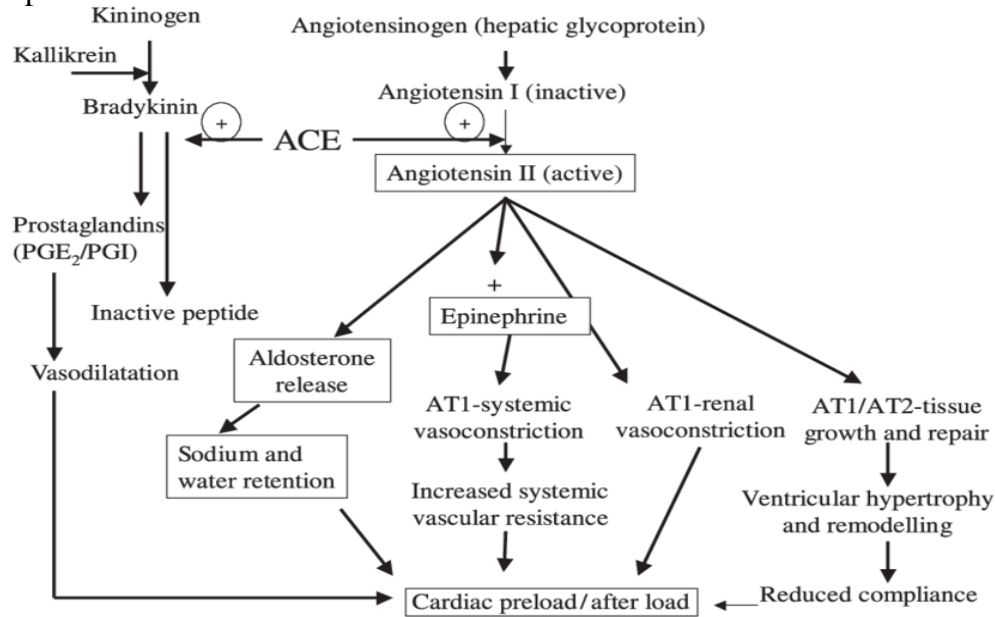 Kininogen
Angiotensinogen (hepatic glycoprotein)
Kallikrein
Angiotensin I (inactive)
Bradykinin
+
+
ACE
Angiotensin II (active)
Prostaglandins
(PGE₂/PGI)
+
Inactive peptide
Epinephrine
Vasodilatation
Aldosterone
release
AT1-systemic
vasoconstriction
AT1-renal
vasoconstriction
AT1/AT2-tissue
growth and repair
Sodium and
water retention
Increased systemic
vascular resistance
Ventricular hypertrophy
and remodelling
Cardiac preload/after load
Reduced compliance